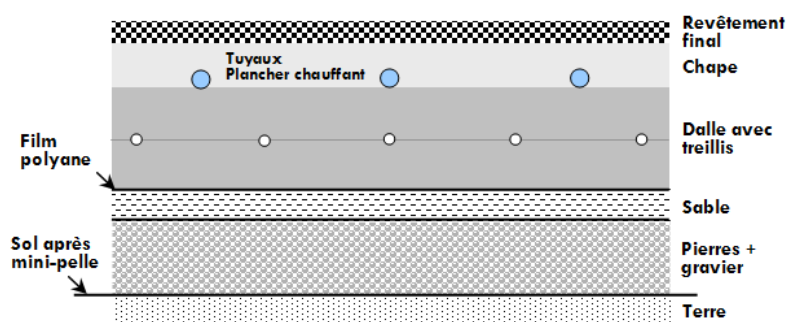 Revêtement
final
Tuyaux
Plancher chauffant
Chape
Dalle avec
treillis
Film
polyane
Sable
Sol après
mini-pelle
Pierres +
gravier
Terre